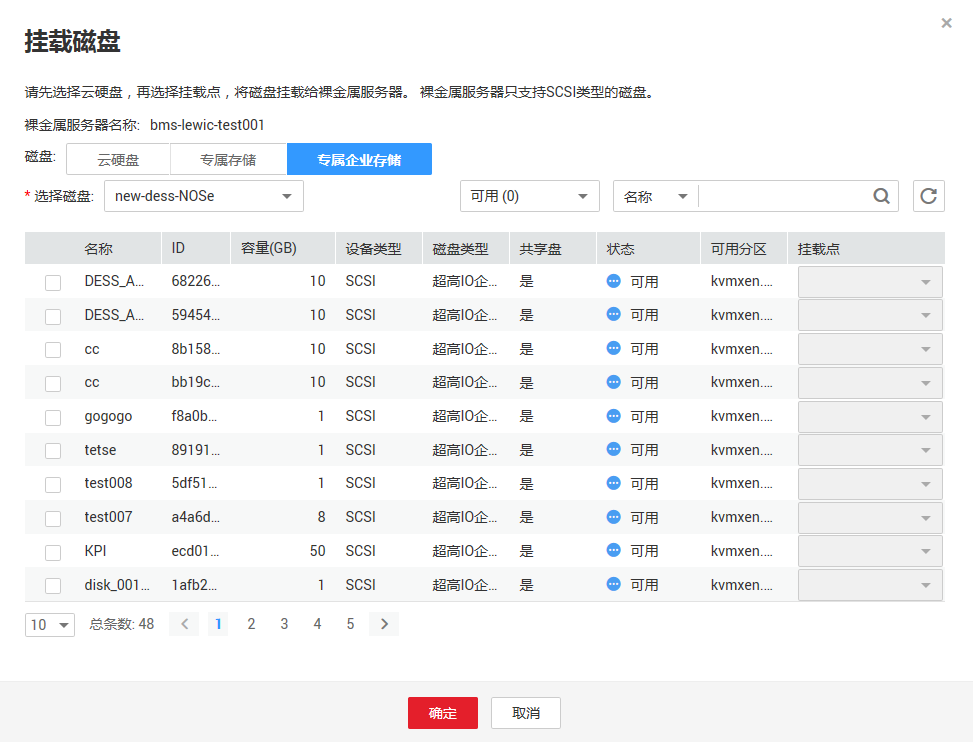 ×
挂载磁盘
请先选择云硬盘，再选择挂载点，将磁盘挂载给裸金属服务器。 裸金属服务器只支持SCSI类型的磁盘。
裸金属服务器名称: bms-lewic-test001
磁盘: 云硬盘 专属存储 专属企业存储
* 选择磁盘: new-dess-NOSe 可用 (0) 名称
名称 ID 容量(GB) 设备类型 磁盘类型 共享盘 状态 可用分区 挂载点
DESS_A... 68226... 10 SCSI 超高IO企... 是 可用 kvmxen....
DESS_A... 59454... 10 SCSI 超高IO企... 是 可用 kvmxen....
cc 8b158... 10 SCSI 超高IO企... 是 可用 kvmxen....
cc bb19c... 10 SCSI 超高IO企... 是 可用 kvmxen....
gogogo f8a0b... 1 SCSI 超高IO企... 是 可用 kvmxen....
tetse 89191... 1 SCSI 超高IO企... 是 可用 kvmxen....
test008 5df51... 1 SCSI 超高IO企... 是 可用 kvmxen....
test007 a4a6d... 8 SCSI 超高IO企... 是 可用 kvmxen....
KPI ecd01... 50 SCSI 超高IO企... 是 可用 kvmxen....
disk_001... 1afb2... 1 SCSI 超高IO企... 是 可用 kvmxen....
10 总条数: 48 < 1 2 3 4 5 >
确定 取消